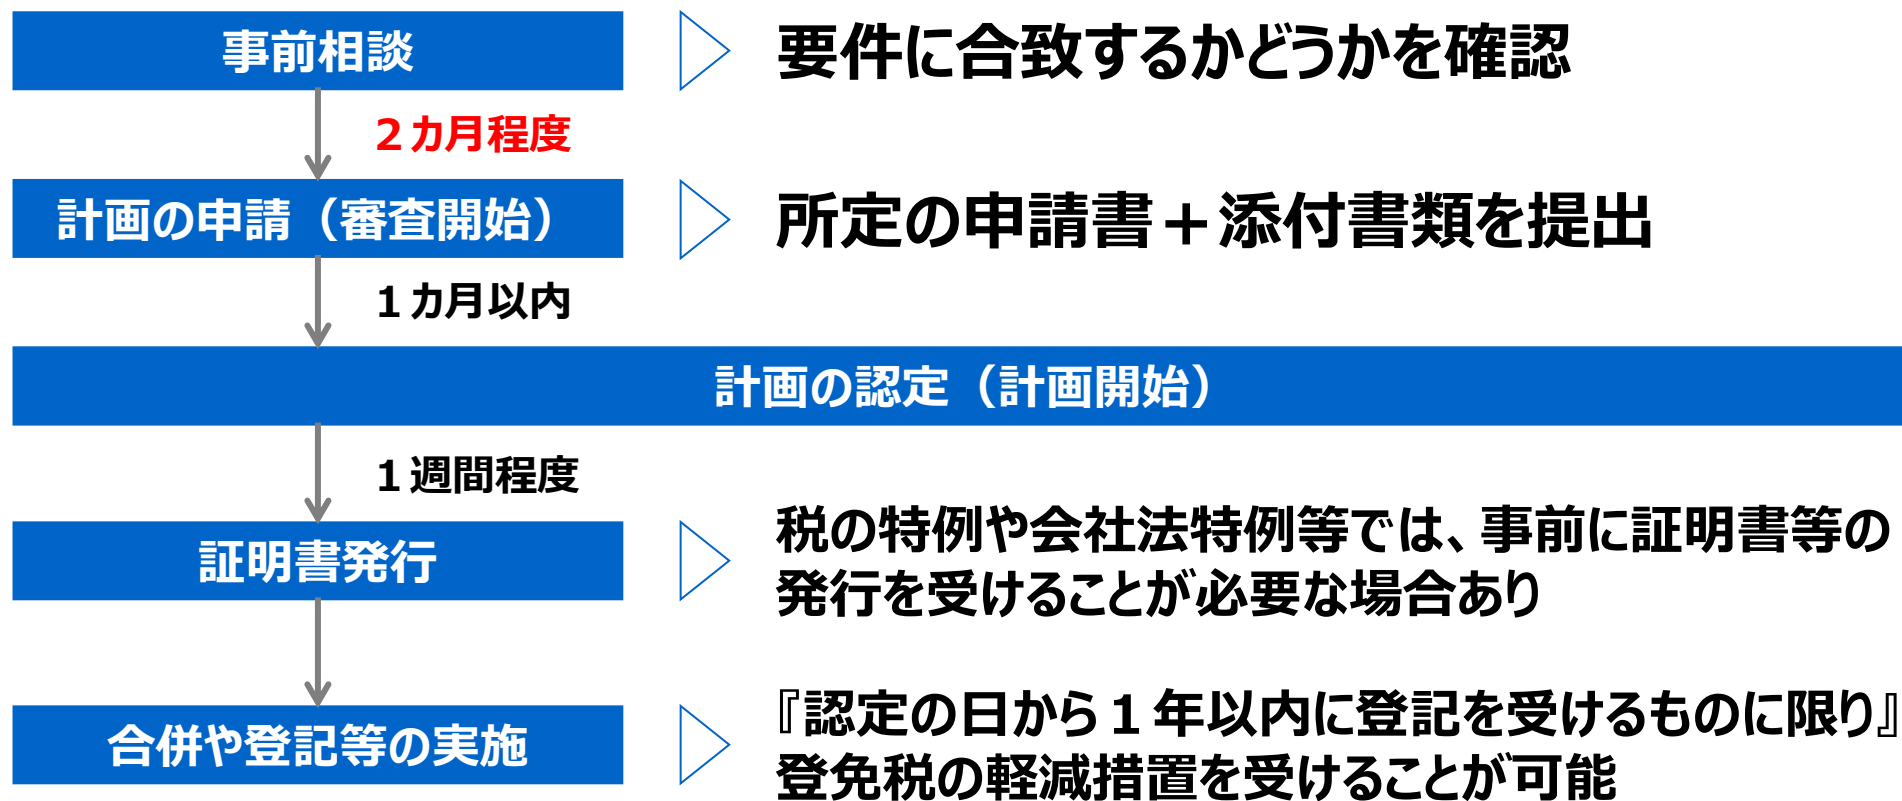 事前相談
要件に合致するかどうかを確認
２カ月程度
計画の申請（審査開始）
所定の申請書＋添付書類を提出
１カ月以内
計画の認定（計画開始）
１週間程度
証明書発行
税の特例や会社法特例等では、事前に証明書等の
発行を受けることが必要な場合あり
合併や登記等の実施
『認定の日から１年以内に登記を受けるものに限り』
登免税の軽減措置を受けることが可能